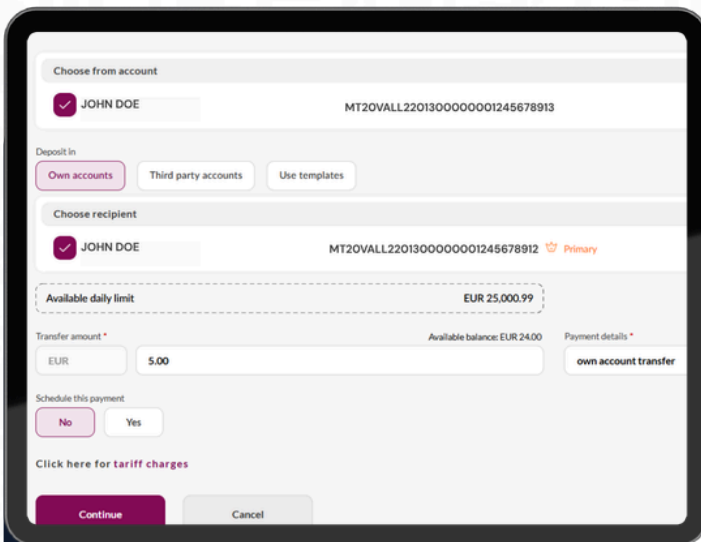 Choose from account
JOHN DOE MT20VALL22013000000001245678913
Deposit in
Own accounts Third party accounts Use templates
Choose recipient
JOHN DOE MT20VALL22013000000001245678912 Primary
Available daily limit EUR 25,000.99
Transfer amount * Available balance: EUR 24.00 Payment details *
EUR 5.00 own account transfer
Schedule this payment
No Yes
Click here for tariff charges
Continue Cancel